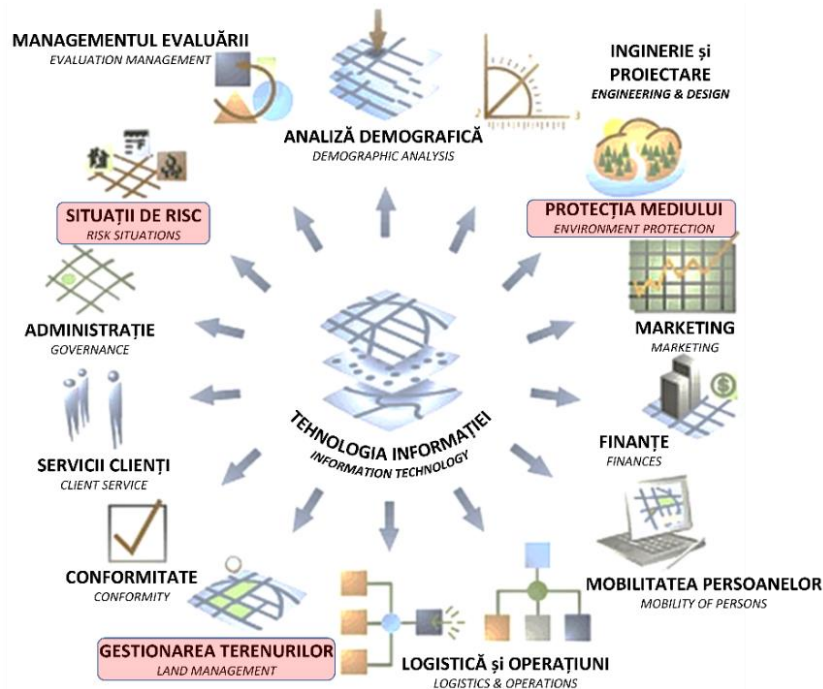 MANAGEMENTUL EVALUĂRII
EVALUATION MANAGEMENT
INGINERIE și
PROIECTARE
ENGINEERING & DESIGN
ANALIZĂ DEMOGRAFICĂ
DEMOGRAPHIC ANALYSIS
SITUAȚII DE RISC
RISK SITUATIONS
PROTECȚIA MEDIULUI
ENVIRONMENT PROTECTION
ADMINISTRAȚIE
GOVERNANCE
MARKETING
MARKETING
TEHNOLOGIA INFORMAȚIEI
INFORMATION TECHNOLOGY
SERVICII CLIENȚI
CLIENT SERVICE
$
FINANȚE
FINANCES
CONFORMITATE
CONFORMITY
MOBILITATEA PERSOANELOR
MOBILITY OF PERSONS
GESTIONAREA TERENURILOR
LAND MANAGEMENT
LOGISTICĂ și OPERAȚIUNI
LOGISTICS & OPERATIONS